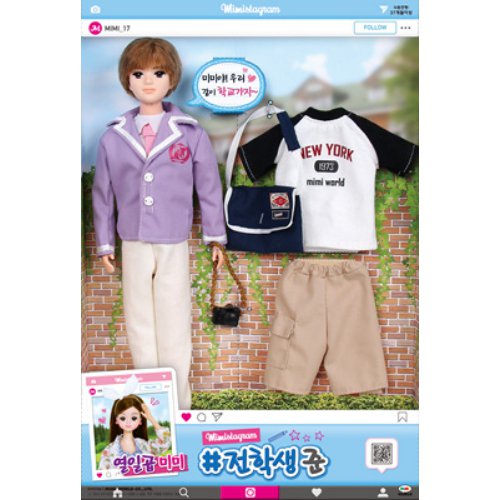 Mimistagram
MIMI_17
FOLLOW
미미야! 우리
같이 학교가자~
NEW YORK
1973
mimi world
FOLLOW
열일곱 미미
Mimistagram
#전학생 준